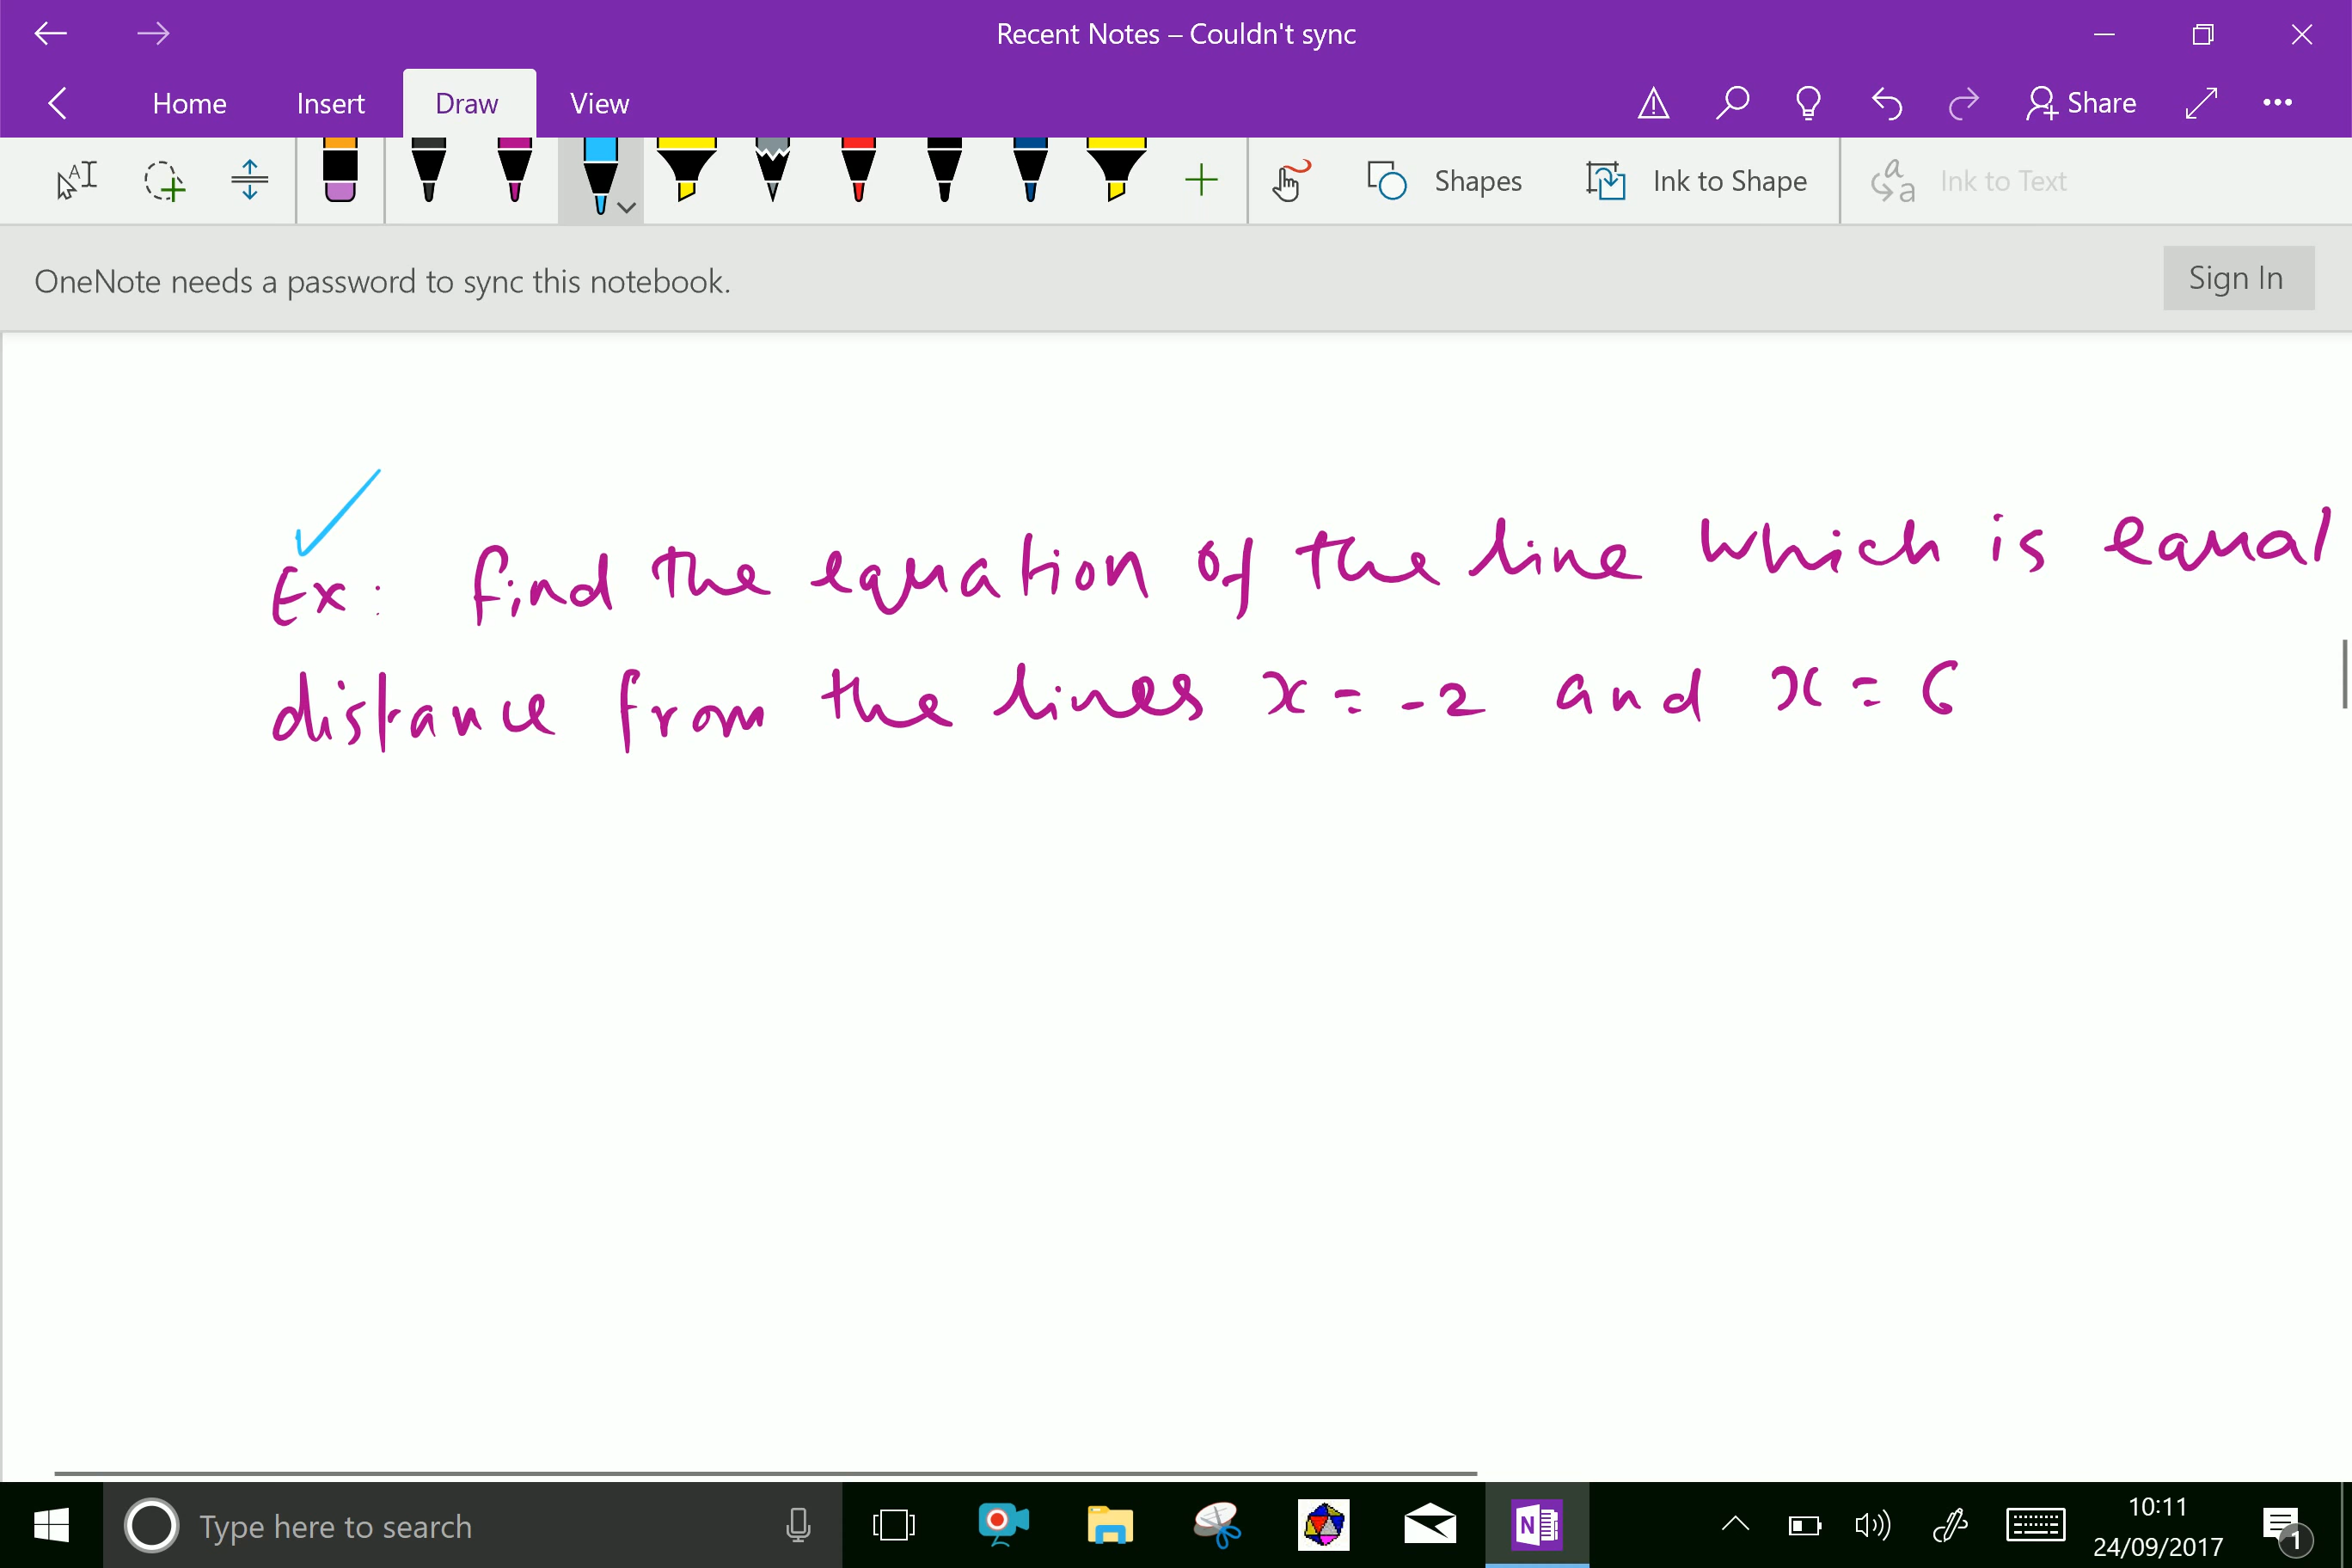 Recent Notes – Couldn't sync
Home Insert Draw View Share
Shapes Ink to Shape Ink to Text
OneNote needs a password to sync this notebook.
Sign In
Ex: find the equation of the line which is equal
distance from the lines x = -2 and x = 6
Type here to search
10:11
24/09/2017
1